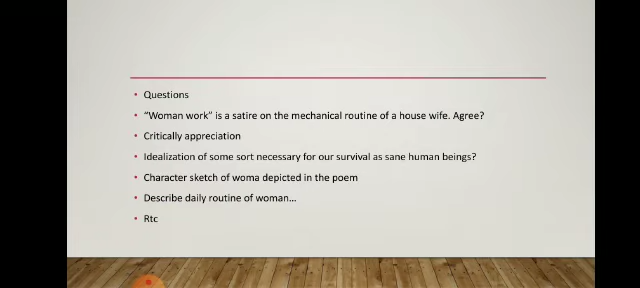 Questions
“Woman work” is a satire on the mechanical routine of a house wife. Agree?
Critically appreciation
Idealization of some sort necessary for our survival as sane human beings?
Character sketch of woma depicted in the poem
Describe daily routine of woman...
Rtc